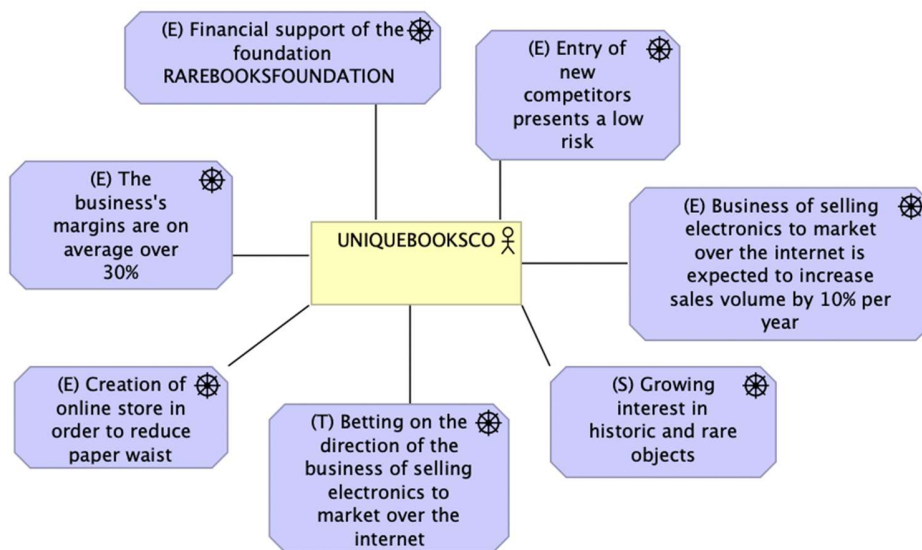 (E) Financial support of the
foundation
RAREBOOKSFOUNDATION
(E) Entry of
new
competitors
presents a low
risk
(E) The
business's
margins are on
average over
30%
UNIQUEBOOKSCO
(E) Business of selling
electronics to market
over the internet is
expected to increase
sales volume by 10% per
year
(E) Creation of
online store in
order to reduce
paper waist
(T) Betting on the
direction of the
business of selling
electronics to
market over the
internet
(S) Growing
interest in
historic and rare
objects